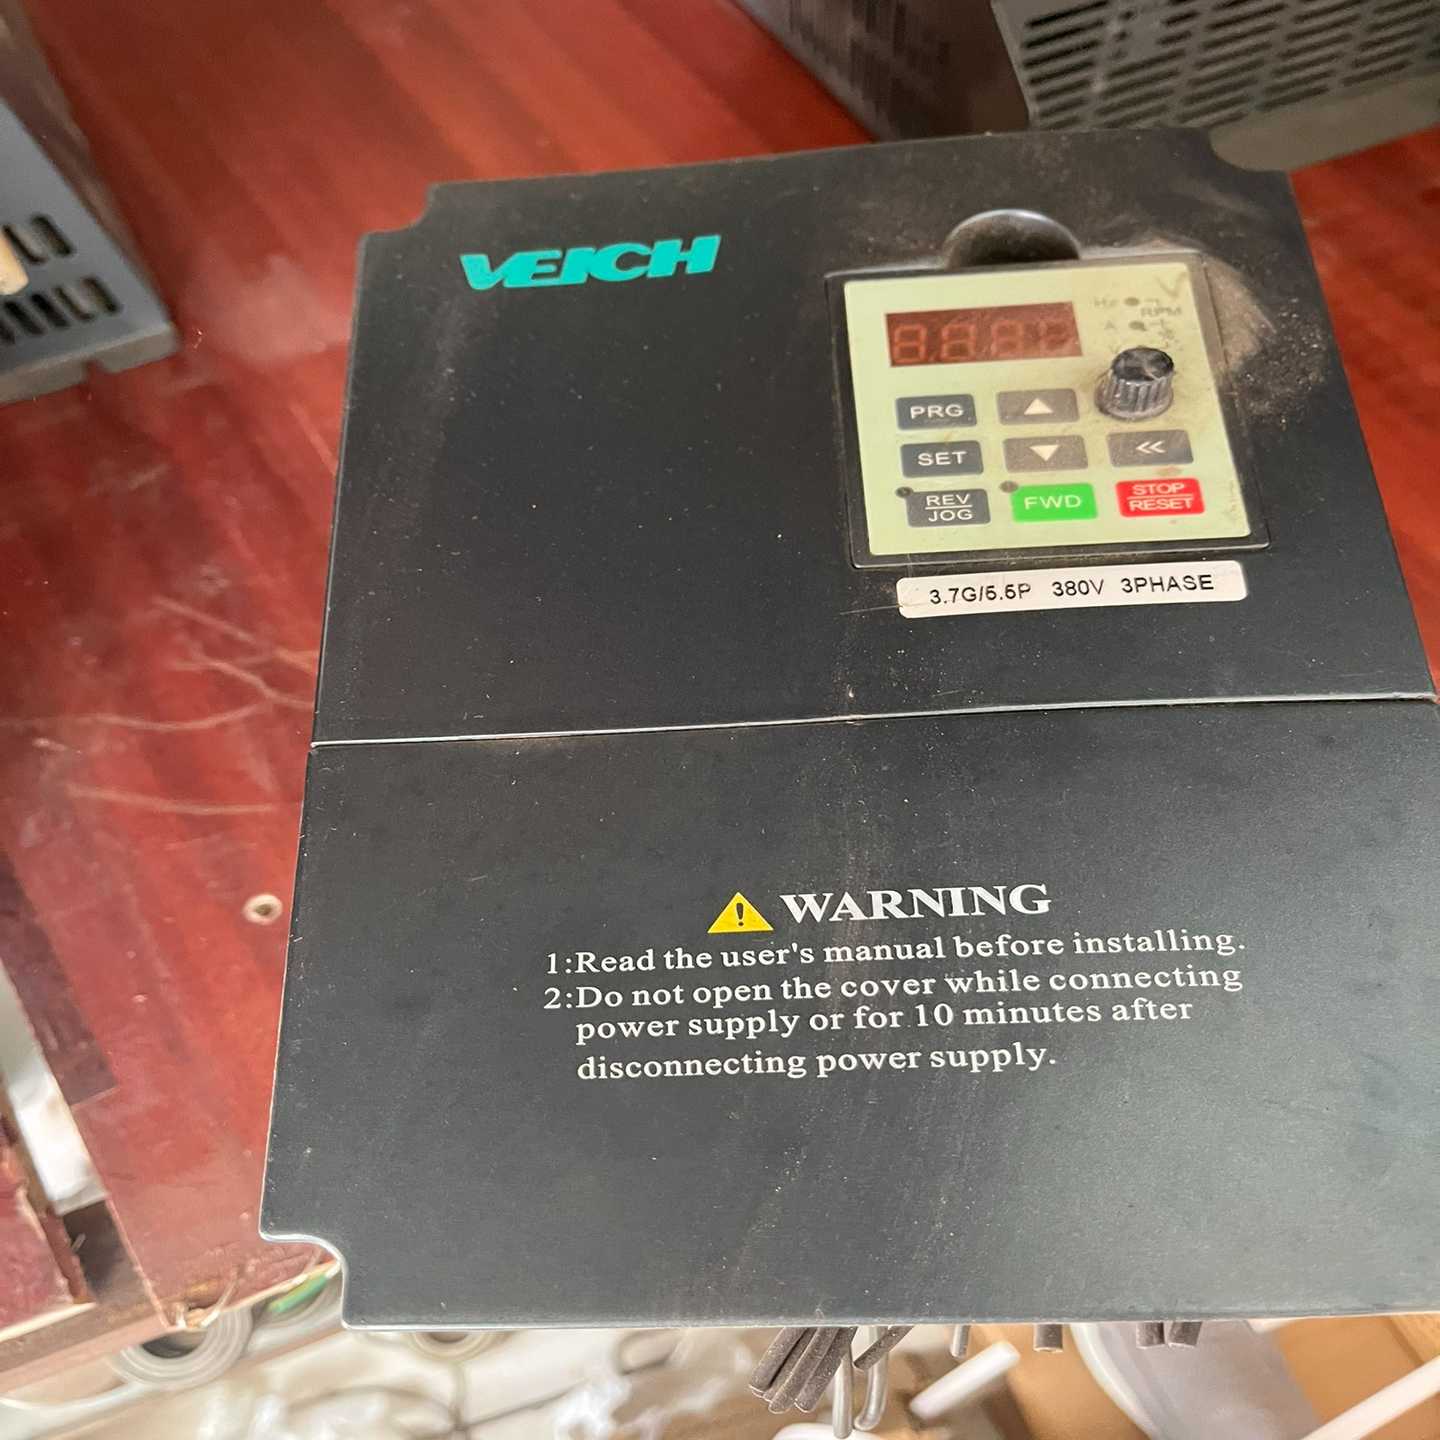 VEICH
Hz
RPM
A
%
V
PRG
SET
<<
REV
JOG
FWD
STOP
RESET
3.7G/5.5P 380V 3PHASE
WARNING
1:Read the user's manual before installing.
2:Do not open the cover while connecting
power supply or for 10 minutes after
disconnecting power supply.